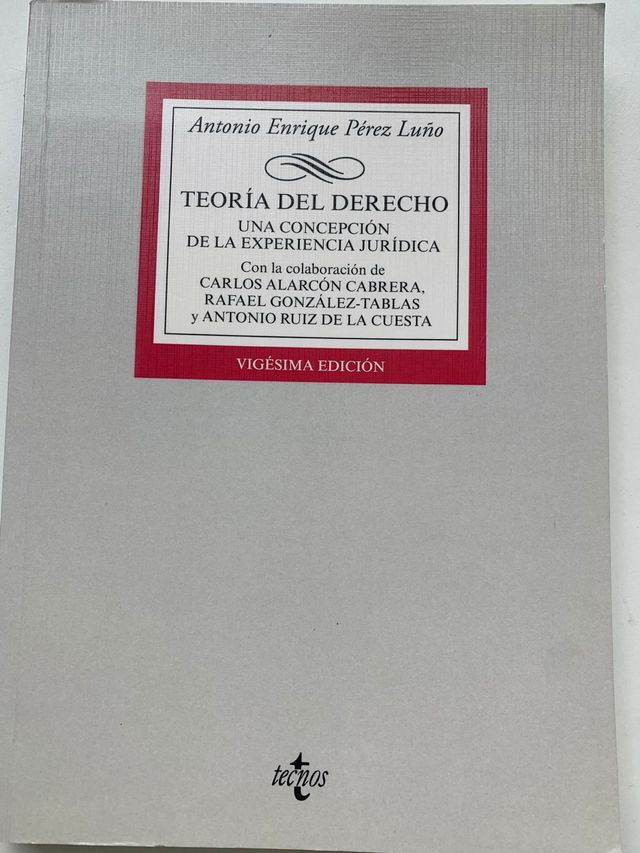 Antonio Enrique Pérez Luño
TEORÍA DEL DERECHO
UNA CONCEPCIÓN
DE LA EXPERIENCIA JURÍDICA
Con la colaboración de
CARLOS ALARCÓN CABRERA,
RAFAEL GONZÁLEZ-TABLAS
y ANTONIO RUIZ DE LA CUESTA
VIGÉSIMA EDICIÓN
tecnos